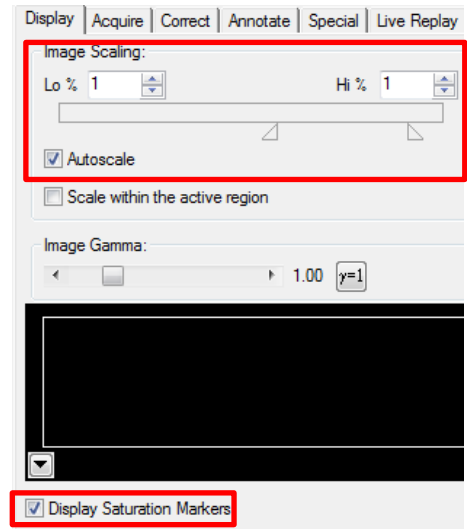 Display Acquire Correct Annotate Special Live Replay
Image Scaling:
Lo % 1 Hi % 1
Autoscale
Scale within the active region
Image Gamma:
1.00 γ=1
Display Saturation Markers